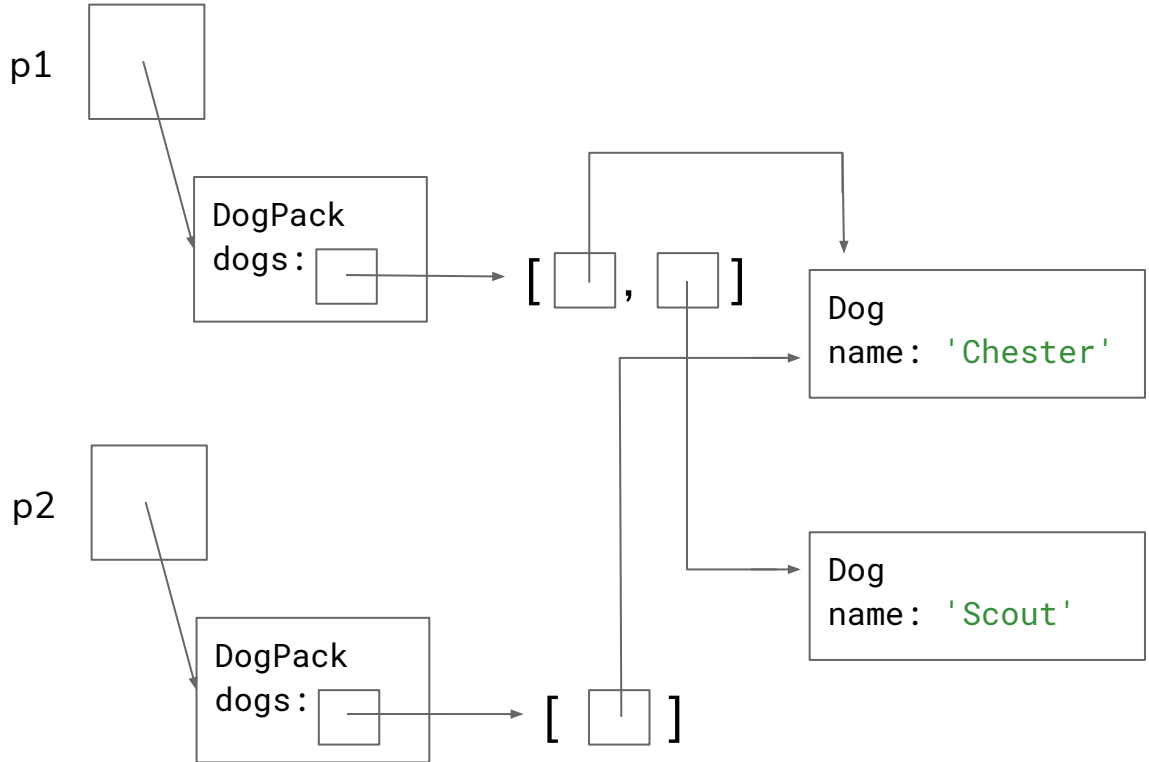 p1
DogPack
dogs:
[ , ]
Dog
name: 'Chester'
p2
Dog
name: 'Scout'
DogPack
dogs:
[ ]